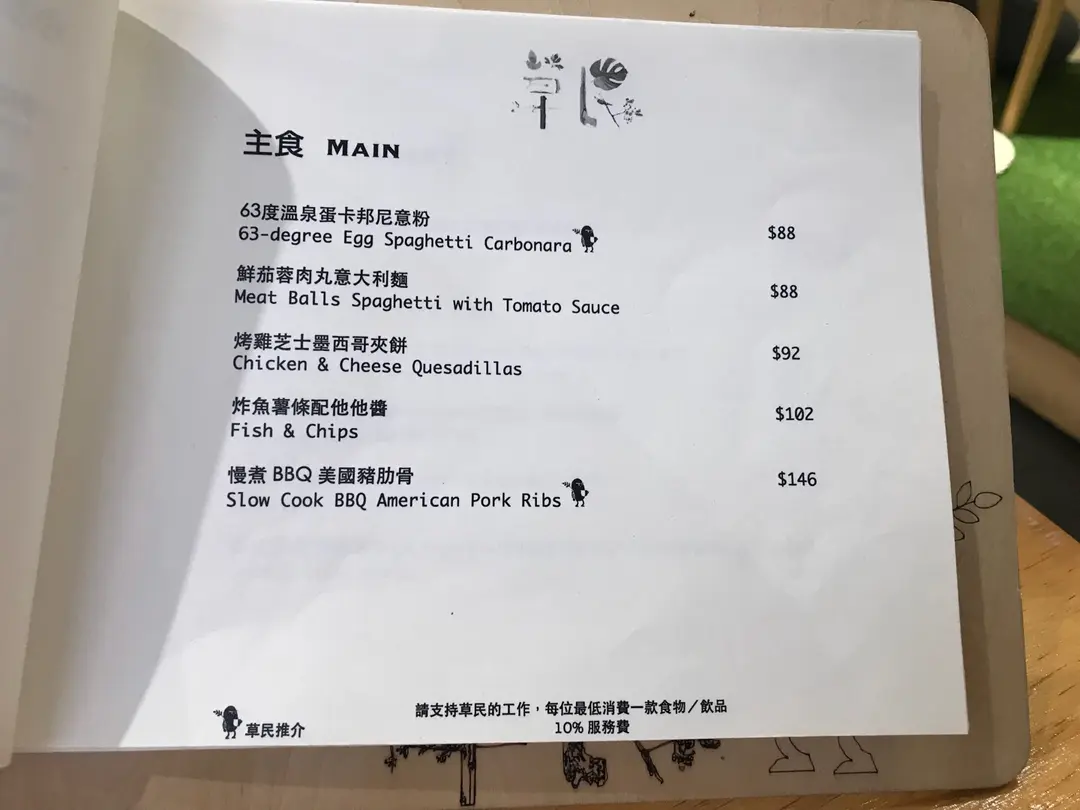 草民
主食 MAIN
63度溫泉蛋卡邦尼意粉
63-degree Egg Spaghetti Carbonara
$88
鮮茄蓉肉丸意大利麵
Meat Balls Spaghetti with Tomato Sauce
$88
烤雞芝士墨西哥夾餅
Chicken & Cheese Quesadillas
$92
炸魚薯條配他他醬
Fish & Chips
$102
慢煮 BBQ 美國豬肋骨
Slow Cook BBQ American Pork Ribs
$146
草民推介
請支持草民的工作，每位最低消費一款食物／飲品
10% 服務費